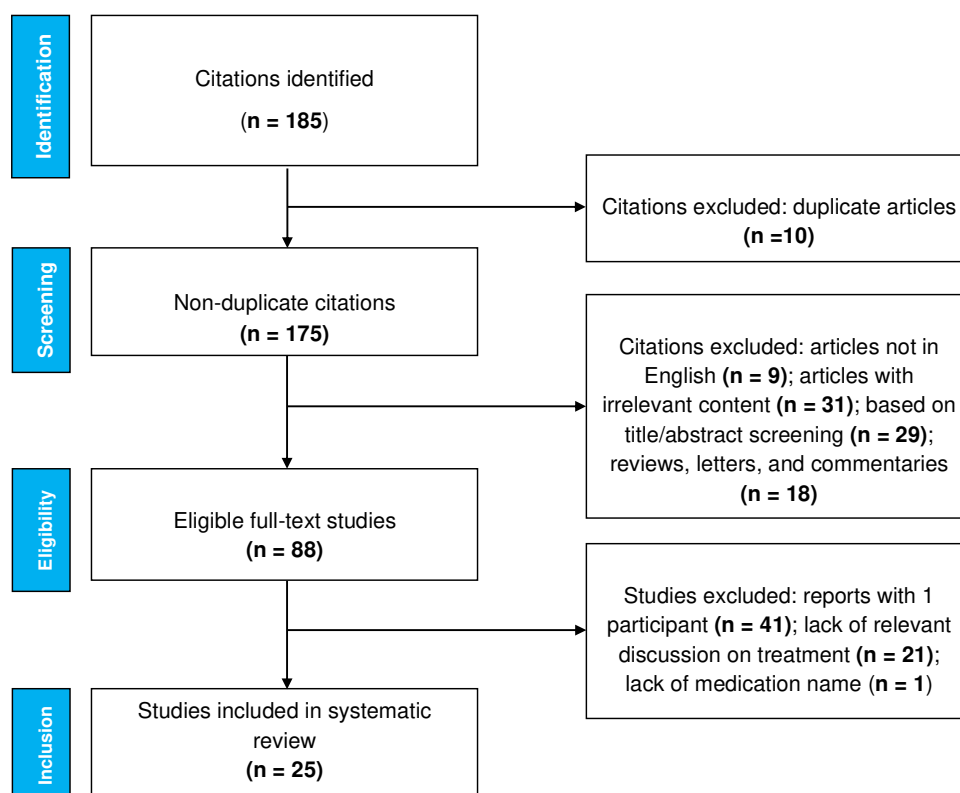 Identification
Citations identified
(n = 185)
Citations excluded: duplicate articles
(n =10)
Screening
Non-duplicate citations
(n = 175)
Citations excluded: articles not in
English (n = 9); articles with
irrelevant content (n = 31); based on
title/abstract screening (n = 29);
reviews, letters, and commentaries
(n = 18)
Eligibility
Eligible full-text studies
(n = 88)
Studies excluded: reports with 1
participant (n = 41); lack of relevant
discussion on treatment (n = 21);
lack of medication name (n = 1)
Inclusion
Studies included in systematic
review
(n = 25)